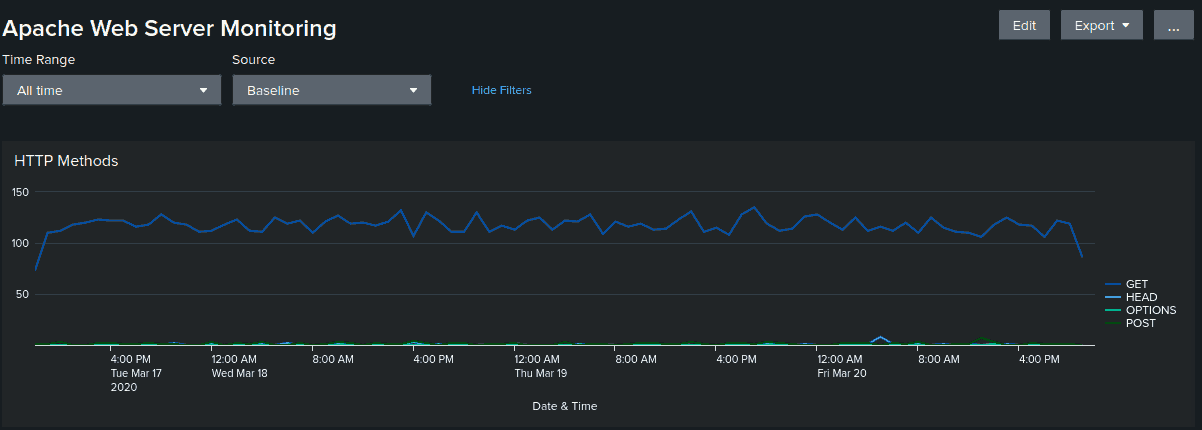 Apache Web Server Monitoring
Edit
Export
...
Time Range
Source
All time
Baseline
Hide Filters
HTTP Methods
150
100
50
GET
HEAD
OPTIONS
POST
4:00 PM 12:00 AM 8:00 AM 4:00 PM 12:00 AM 8:00 AM 4:00 PM 12:00 AM 8:00 AM 4:00 PM
Tue Mar 17 Wed Mar 18 Thu Mar 19 Fri Mar 20
2020
Date & Time